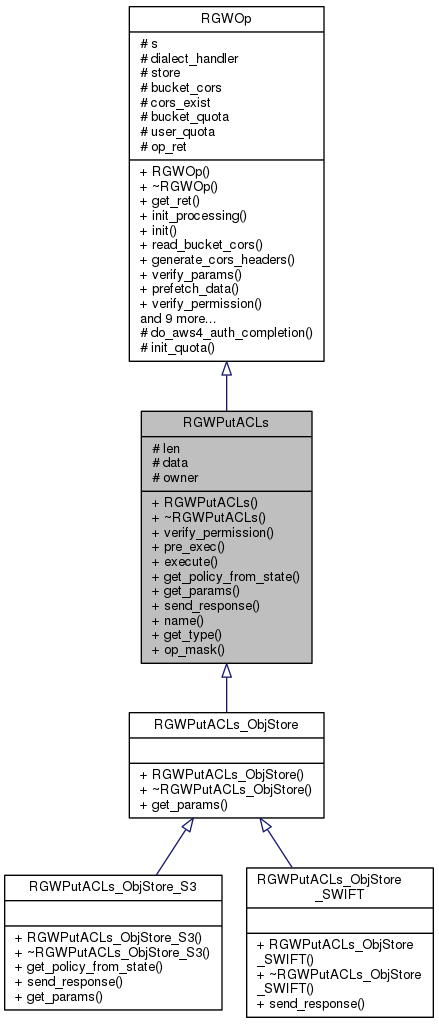 RGWOp
# s
# dialect_handler
# store
# bucket_cors
# cors_exist
# bucket_quota
# user_quota
# op_ret
+ RGWOp()
+ ~RGWOp()
+ get_ret()
+ init_processing()
+ init()
+ read_bucket_cors()
+ generate_cors_headers()
+ verify_params()
+ prefetch_data()
+ verify_permission()
and 9 more...
# do_aws4_auth_completion()
# init_quota()
RGWPutACLs
# len
# data
# owner
+ RGWPutACLs()
+ ~RGWPutACLs()
+ verify_permission()
+ pre_exec()
+ execute()
+ get_policy_from_state()
+ get_params()
+ send_response()
+ name()
+ get_type()
+ op_mask()
RGWPutACLs_ObjStore
+ RGWPutACLs_ObjStore()
+ ~RGWPutACLs_ObjStore()
+ get_params()
RGWPutACLs_ObjStore_S3
+ RGWPutACLs_ObjStore_S3()
+ ~RGWPutACLs_ObjStore_S3()
+ get_policy_from_state()
+ send_response()
+ get_params()
RGWPutACLs_ObjStore
_SWIFT
+ RGWPutACLs_ObjStore
_SWIFT()
+ ~RGWPutACLs_ObjStore
_SWIFT()
+ send_response()